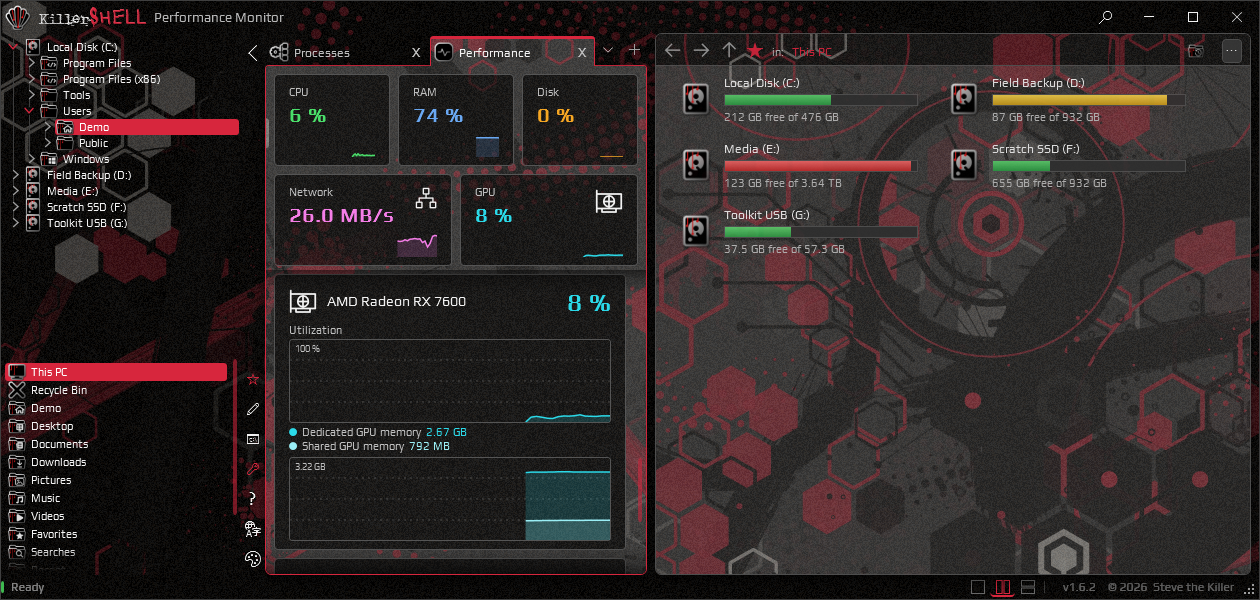 KillerSHELL Performance Monitor
Local Disk (C:)
Program Files
Program Files (x86)
Tools
Users
Demo
Public
Windows
Field Backup (D:)
Media (E:)
Scratch SSD (F:)
Toolkit USB (G:)
This PC
Recycle Bin
Demo
Desktop
Documents
Downloads
Pictures
Music
Videos
Favorites
Searches
Processes X
Performance X
CPU
6 %
RAM
74 %
Disk
0 %
Network
26.0 MB/s
GPU
8 %
AMD Radeon RX 7600 8 %
Utilization
100 %
Dedicated GPU memory 2.67 GB
Shared GPU memory 792 MB
3.22 GB
in: This PC
Local Disk (C:)
212 GB free of 476 GB
Field Backup (D:)
87 GB free of 932 GB
Media (E:)
123 GB free of 3.64 TB
Scratch SSD (F:)
655 GB free of 932 GB
Toolkit USB (G:)
37.5 GB free of 57.3 GB
Ready
v1.6.2 © 2026 Steve the Killer